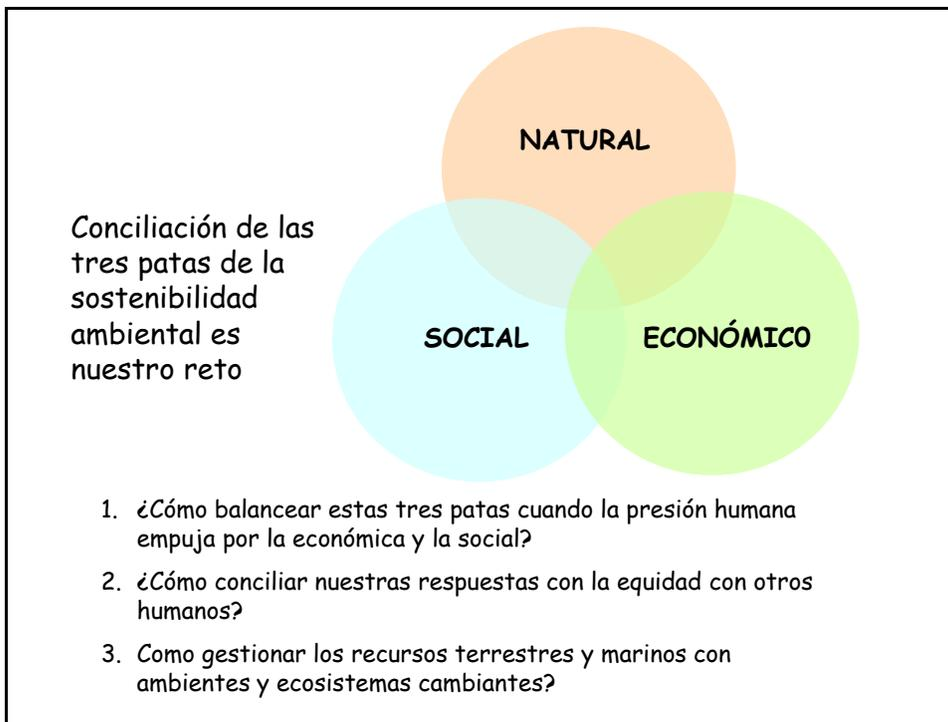 NATURAL
Conciliación de las
tres patas de la
sostenibilidad
ambiental es
nuestro reto
SOCIAL
ECONÓMIC0
1. ¿Cómo balancear estas tres patas cuando la presión humana
empuja por la económica y la social?
2. ¿Cómo conciliar nuestras respuestas con la equidad con otros
humanos?
3. Como gestionar los recursos terrestres y marinos con
ambientes y ecosistemas cambiantes?